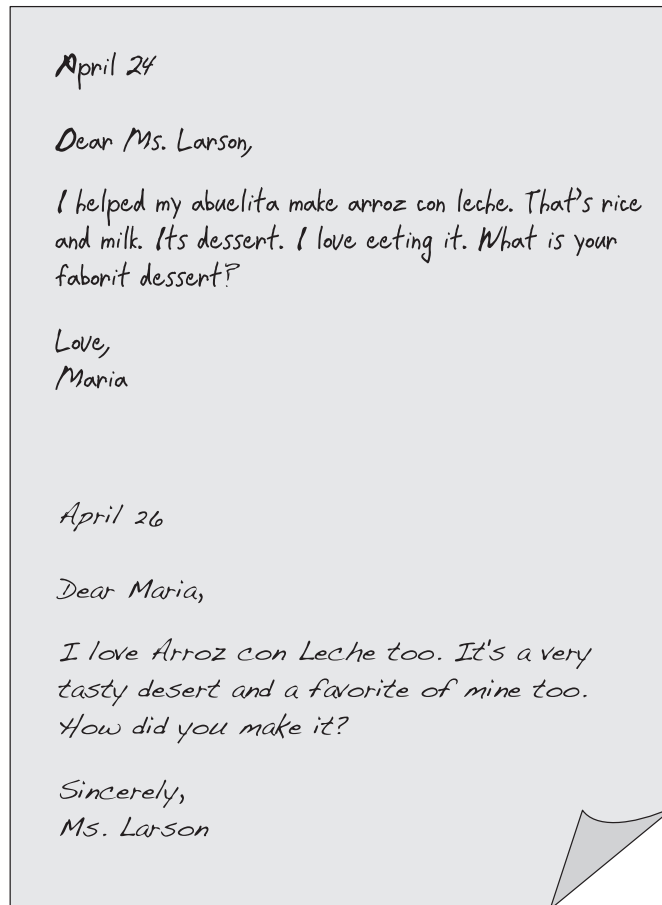 April 24
Dear Ms. Larson,
I helped my abuelita make arroz con leche. That's rice
and milk. Its dessert. I love eeting it. What is your
faborit dessert?
Love,
Maria
April 26
Dear Maria,
I love Arroz con Leche too. It's a very
tasty desert and a favorite of mine too.
How did you make it?
Sincerely,
Ms. Larson